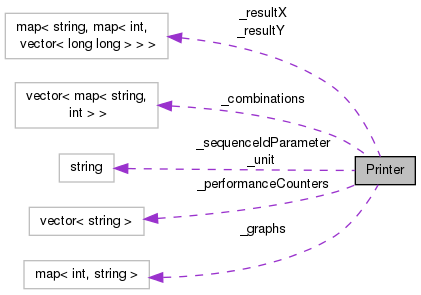 _resultX
_resultY
map< string, map< int,
vector< long long > > >
_combinations
vector< map< string,
int > >
_sequenceIdParameter
_unit
string
Printer
_performanceCounters
vector< string >
_graphs
map< int, string >